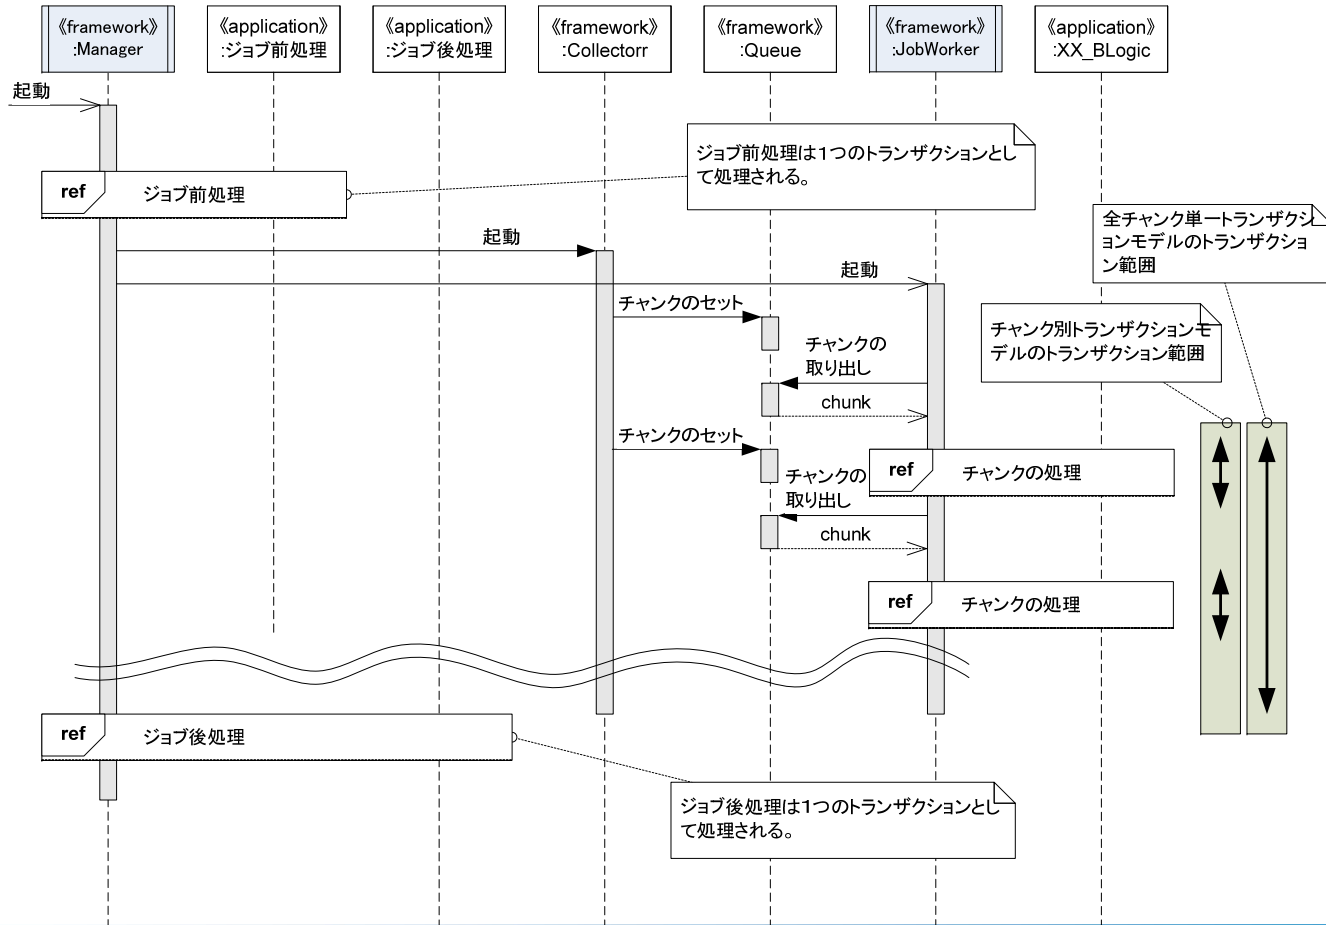 《framework》
:Manager
《application》
:ジョブ前処理
《application》
:ジョブ後処理
《framework》
:Collectorr
《framework》
:Queue
《framework》
:JobWorker
《application》
:XX_BLogic
起動
ジョブ前処理は1つのトランザクションとし
て処理される。
ref
ジョブ前処理
全チャンク単一トランザクシ
ョンモデルのトランザクショ
ン範囲
起動
起動
チャンクのセット
チャンク別トランザクションモ
デルのトランザクション範囲
チャンクの
取り出し
chunk
チャンクのセット
ref
チャンクの処理
チャンクの
取り出し
chunk
ref
チャンクの処理
ref
ジョブ後処理
ジョブ後処理は1つのトランザクションとし
て処理される。